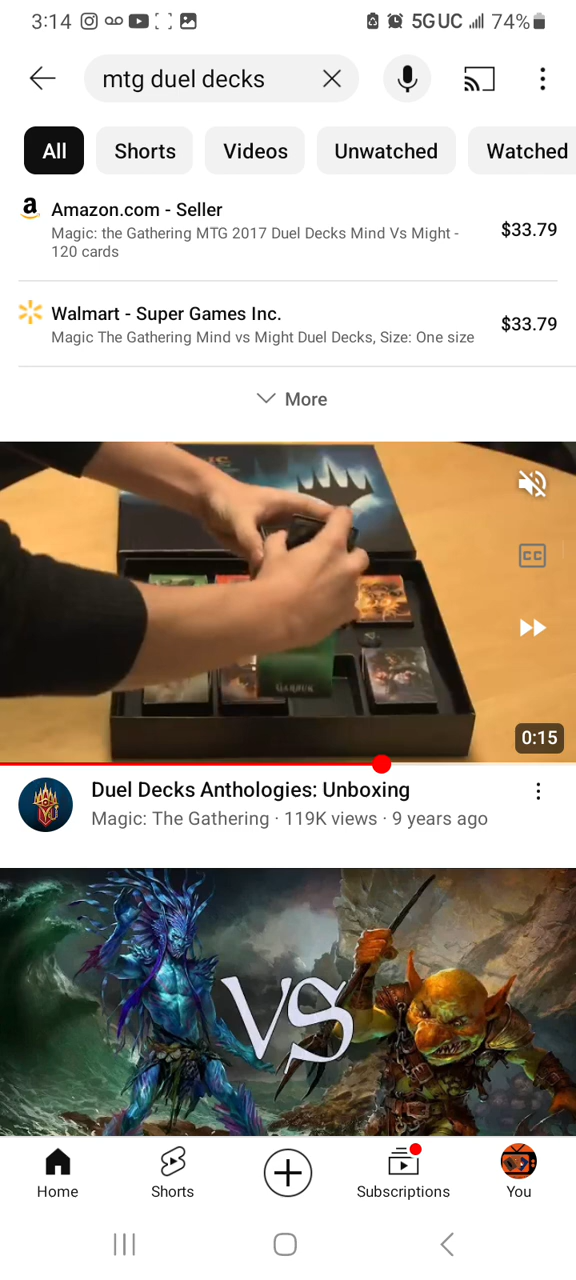 3:14
5G UC 74%
mtg duel decks
All Shorts Videos Unwatched Watched
Amazon.com - Seller
Magic: the Gathering MTG 2017 Duel Decks Mind Vs Might -
120 cards
$33.79
Walmart - Super Games Inc.
Magic The Gathering Mind vs Might Duel Decks, Size: One size
$33.79
More
CC
GARRUK
0:15
Duel Decks Anthologies: Unboxing
Magic: The Gathering · 119K views · 9 years ago
VS
Home Shorts Subscriptions You